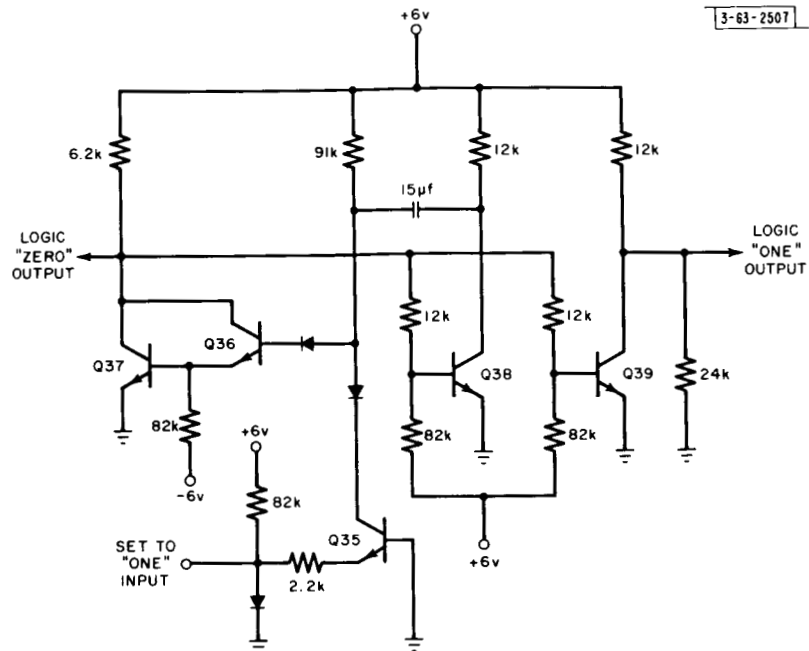 3-63-2507
+6v
6.2k
91k
12k
12k
15µf
LOGIC
"ZERO"
OUTPUT
LOGIC
"ONE"
OUTPUT
Q36
12k
12k
Q37
Q38
Q39
24k
82k
+6v
82k
82k
-6v
82k
Q35
+6v
SET TO
"ONE"
INPUT
2.2k